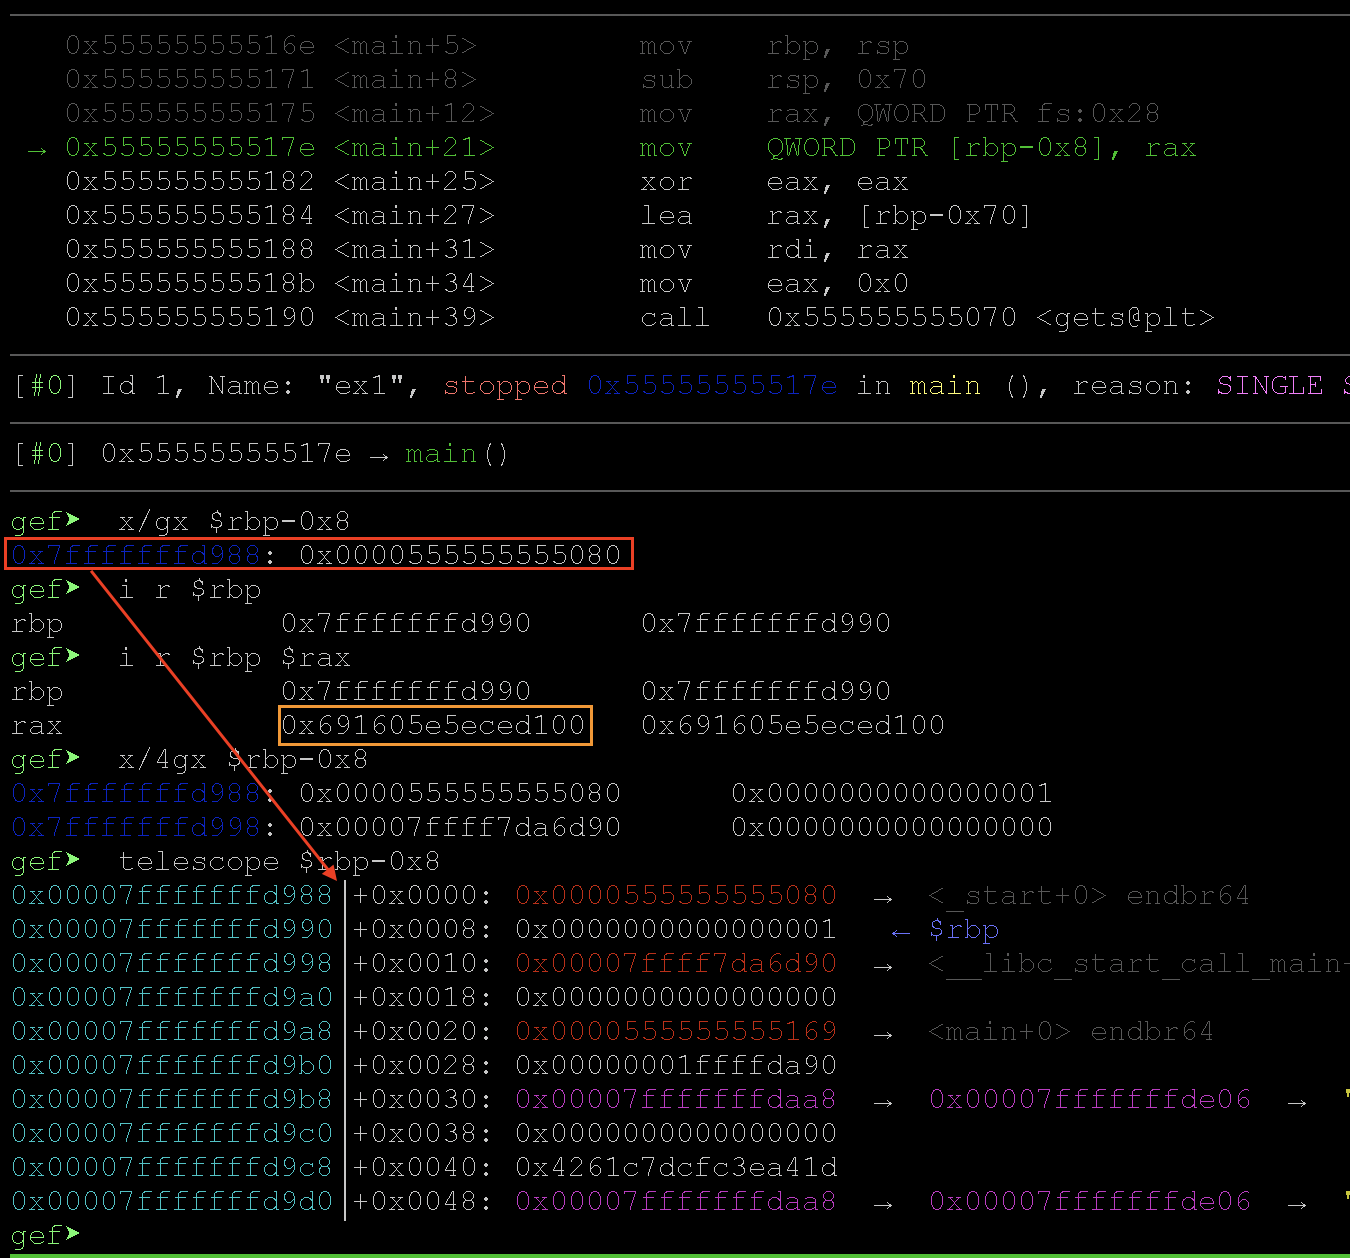 0x55555555516e <main+5> mov rbp, rsp
0x555555555171 <main+8> sub rsp, 0x70
0x555555555175 <main+12> mov rax, QWORD PTR fs:0x28
→ 0x55555555517e <main+21> mov QWORD PTR [rbp-0x8], rax
0x555555555182 <main+25> xor eax, eax
0x555555555184 <main+27> lea rax, [rbp-0x70]
0x555555555188 <main+31> mov rdi, rax
0x55555555518b <main+34> mov eax, 0x0
0x555555555190 <main+39> call 0x555555555070 <gets@plt>
[#0] Id 1, Name: "ex1", stopped 0x55555555517e in main (), reason: SINGLE S
[#0] 0x55555555517e → main()
gef➤ x/gx $rbp-0x8
0x7fffffffd988: 0x0000555555555080
gef➤ i r $rbp
rbp 0x7fffffffd990 0x7fffffffd990
gef➤ i r $rbp $rax
rbp 0x7fffffffd990 0x7fffffffd990
rax 0x691605e5eced100 0x691605e5eced100
gef➤ x/4gx $rbp-0x8
0x7fffffffd988: 0x0000555555555080 0x0000000000000001
0x7fffffffd998: 0x00007ffff7da6d90 0x0000000000000000
gef➤ telescope $rbp-0x8
0x00007fffffffd988│+0x0000: 0x0000555555555080 → <_start+0> endbr64
0x00007fffffffd990│+0x0008: 0x0000000000000001 ← $rbp
0x00007fffffffd998│+0x0010: 0x00007ffff7da6d90 → <__libc_start_call_main+
0x00007fffffffd9a0│+0x0018: 0x0000000000000000
0x00007fffffffd9a8│+0x0020: 0x0000555555555169 → <main+0> endbr64
0x00007fffffffd9b0│+0x0028: 0x00000001ffffda90
0x00007fffffffd9b8│+0x0030: 0x00007fffffffdaa8 → 0x00007fffffffde06 → "
0x00007fffffffd9c0│+0x0038: 0x0000000000000000
0x00007fffffffd9c8│+0x0040: 0x4261c7dcfc3ea41d
0x00007fffffffd9d0│+0x0048: 0x00007fffffffdaa8 → 0x00007fffffffde06 → "
gef➤